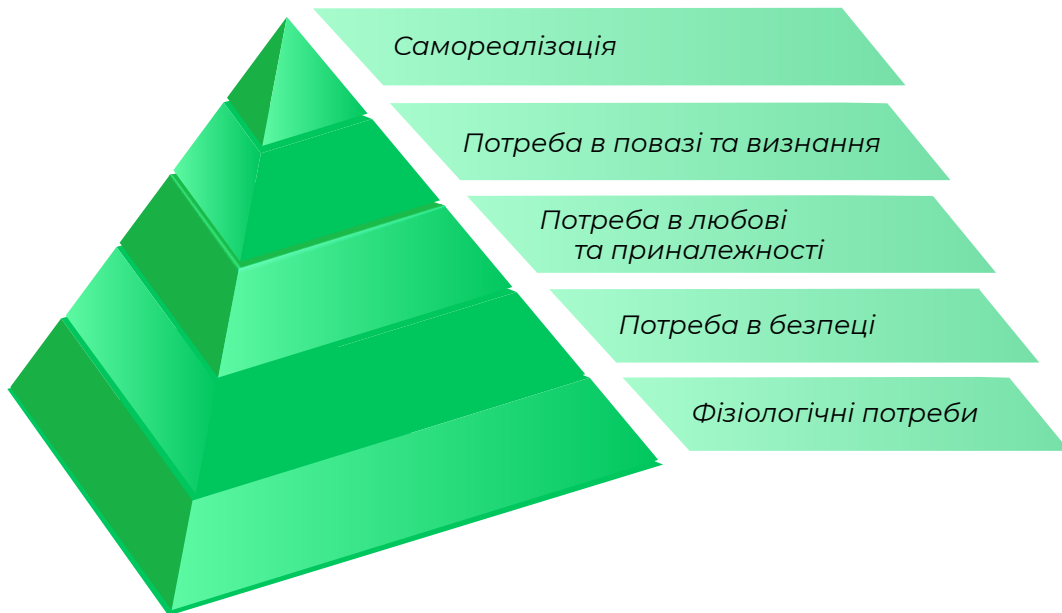 Самореалізація
Потреба в повазі та визнання
Потреба в любові
та приналежності
Потреба в безпеці
Фізіологічні потреби